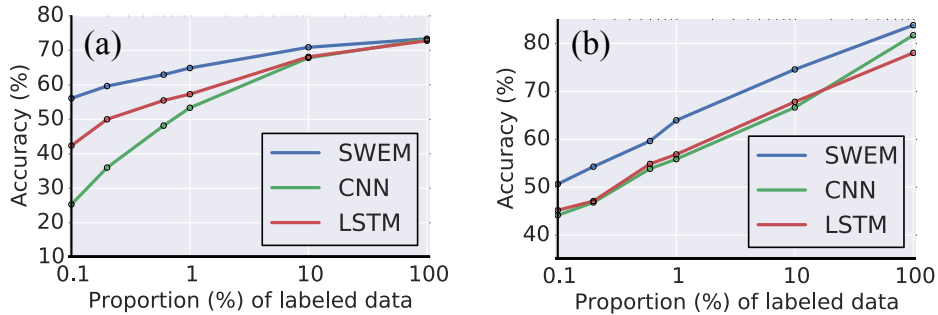 (a)
80
70
60
50
40
30
20
10
Accuracy (%)
SWEM
CNN
LSTM
0.1 1 10 100
Proportion (%) of labeled data
(b)
80
70
60
50
40
Accuracy (%)
SWEM
CNN
LSTM
0.1 1 10 100
Proportion (%) of labeled data